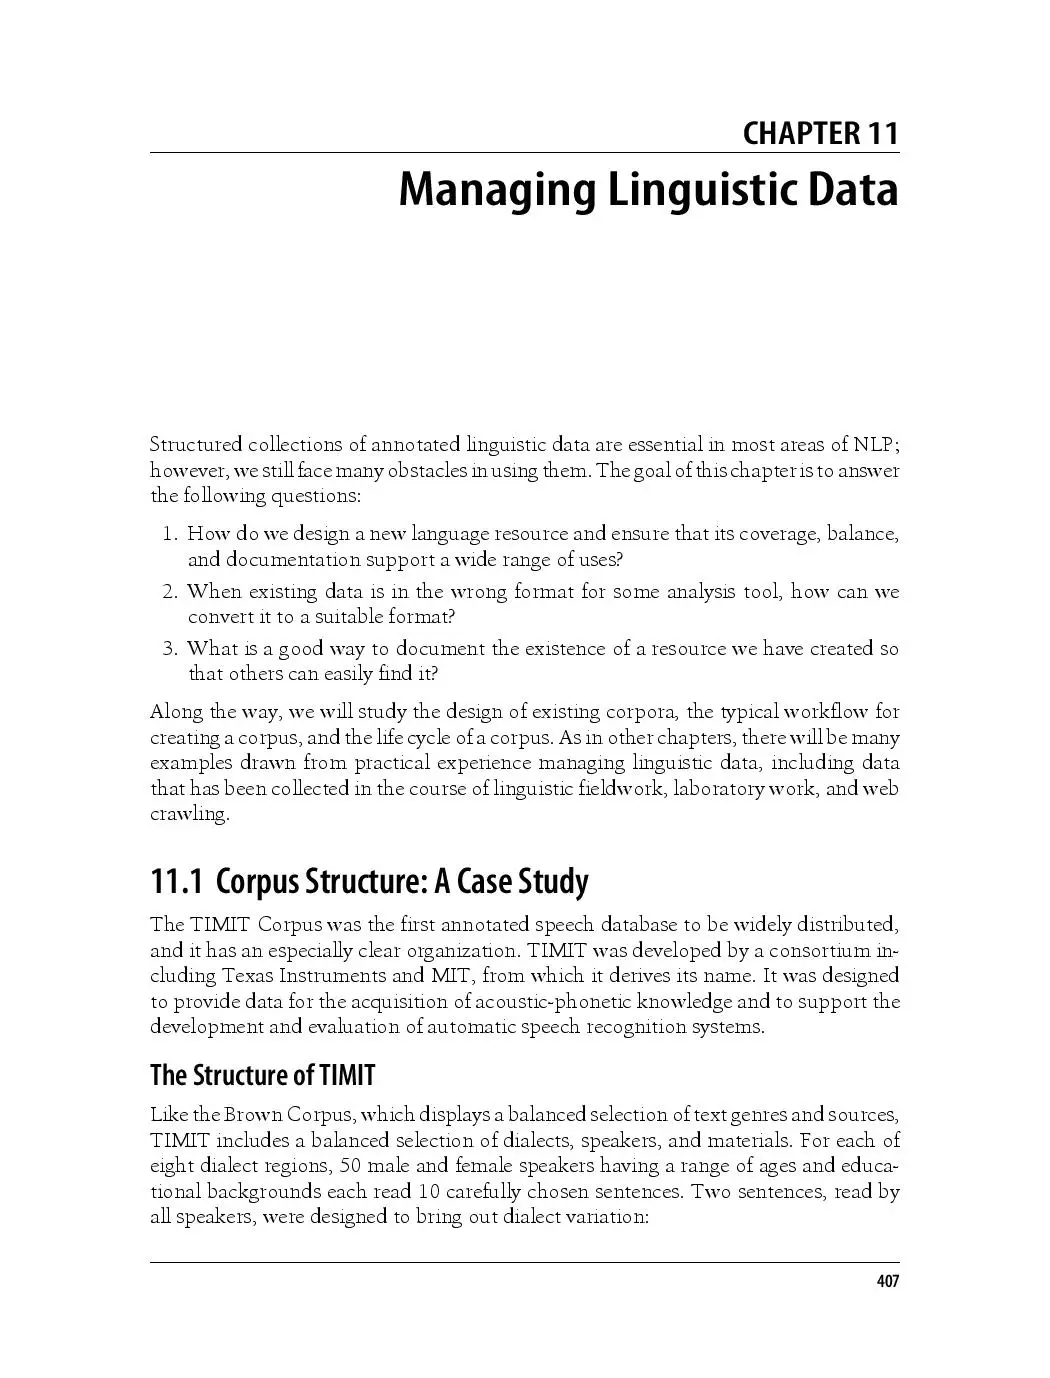 CHAPTER 11
Managing Linguistic Data
Structured collections of annotated linguistic data are essential in most areas of NLP;
however, we still face many obstacles in using them. The goal of this chapter is to answer
the following questions:
1. How do we design a new language resource and ensure that its coverage, balance,
and documentation support a wide range of uses?
2. When existing data is in the wrong format for some analysis tool, how can we
convert it to a suitable format?
3. What is a good way to document the existence of a resource we have created so
that others can easily find it?
Along the way, we will study the design of existing corpora, the typical workflow for
creating a corpus, and the life cycle of a corpus. As in other chapters, there will be many
examples drawn from practical experience managing linguistic data, including data
that has been collected in the course of linguistic fieldwork, laboratory work, and web
crawling.
11.1 Corpus Structure: A Case Study
The TIMIT Corpus was the first annotated speech database to be widely distributed,
and it has an especially clear organization. TIMIT was developed by a consortium in-
cluding Texas Instruments and MIT, from which it derives its name. It was designed
to provide data for the acquisition of acoustic-phonetic knowledge and to support the
development and evaluation of automatic speech recognition systems.
The Structure of TIMIT
Like the Brown Corpus, which displays a balanced selection of text genres and sources,
TIMIT includes a balanced selection of dialects, speakers, and materials. For each of
eight dialect regions, 50 male and female speakers having a range of ages and educa-
tional backgrounds each read 10 carefully chosen sentences. Two sentences, read by
all speakers, were designed to bring out dialect variation:
407